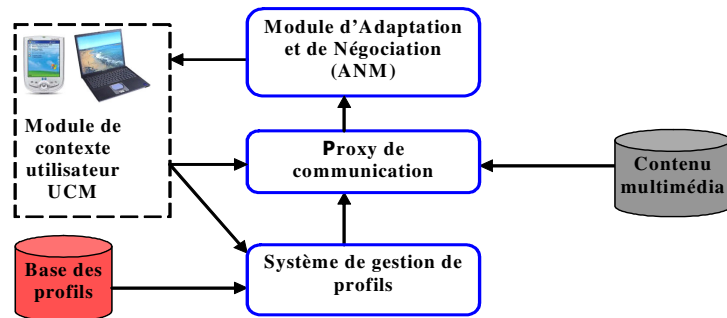 Module d'Adaptation
et de Négociation
(ANM)
Module de
contexte
utilisateur
UCM
Proxy de
communication
Contenu
multimédia
Base des
profils
Système de gestion de
profils